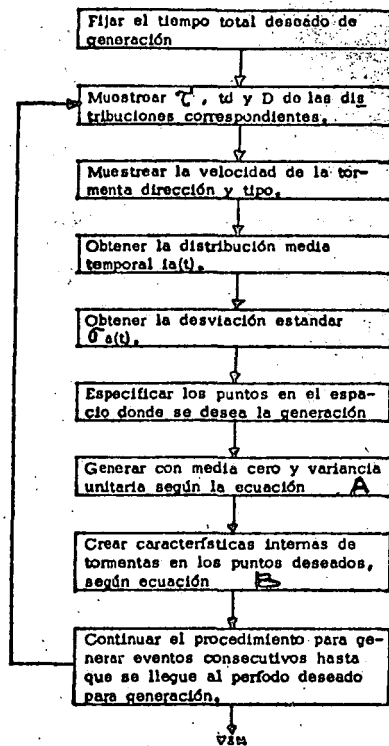 Fijar el tiempo total deseado de
generación
Muostroar τ', td y D de las dis
tribuciones correspondientes.
Muestrear la velocidad de la tor-
menta dirección y tipo.
Obtener la distribución media
temporal ia(t).
Obtener la desviación estandar
σa(t).
Especificar los puntos en el espa-
cio donde se desea la generación
Generar con media cero y variancia
unitaria según la ecuación A
Crear características internas de
tormentas en los puntos deseados,
según ecuación B
Continuar el procedimiento para ge-
nerar eventos consecutivos hasta
que se llegue al período deseado
para generación.